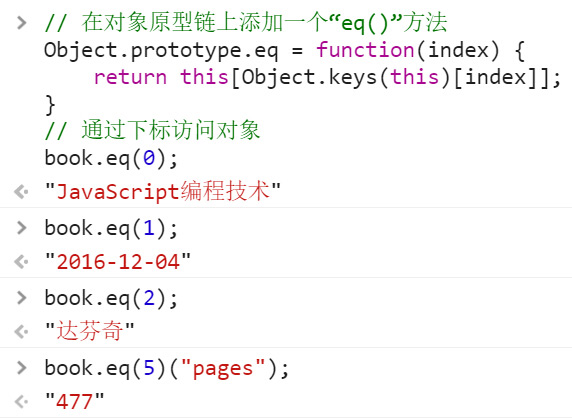 // 在对象原型链上添加一个“eq()”方法
Object.prototype.eq = function(index) {
    return this[Object.keys(this)[index]];
}
// 通过下标访问对象
book.eq(0);
"JavaScript编程技术"
book.eq(1);
"2016-12-04"
book.eq(2);
"达芬奇"
book.eq(5)("pages");
"477"